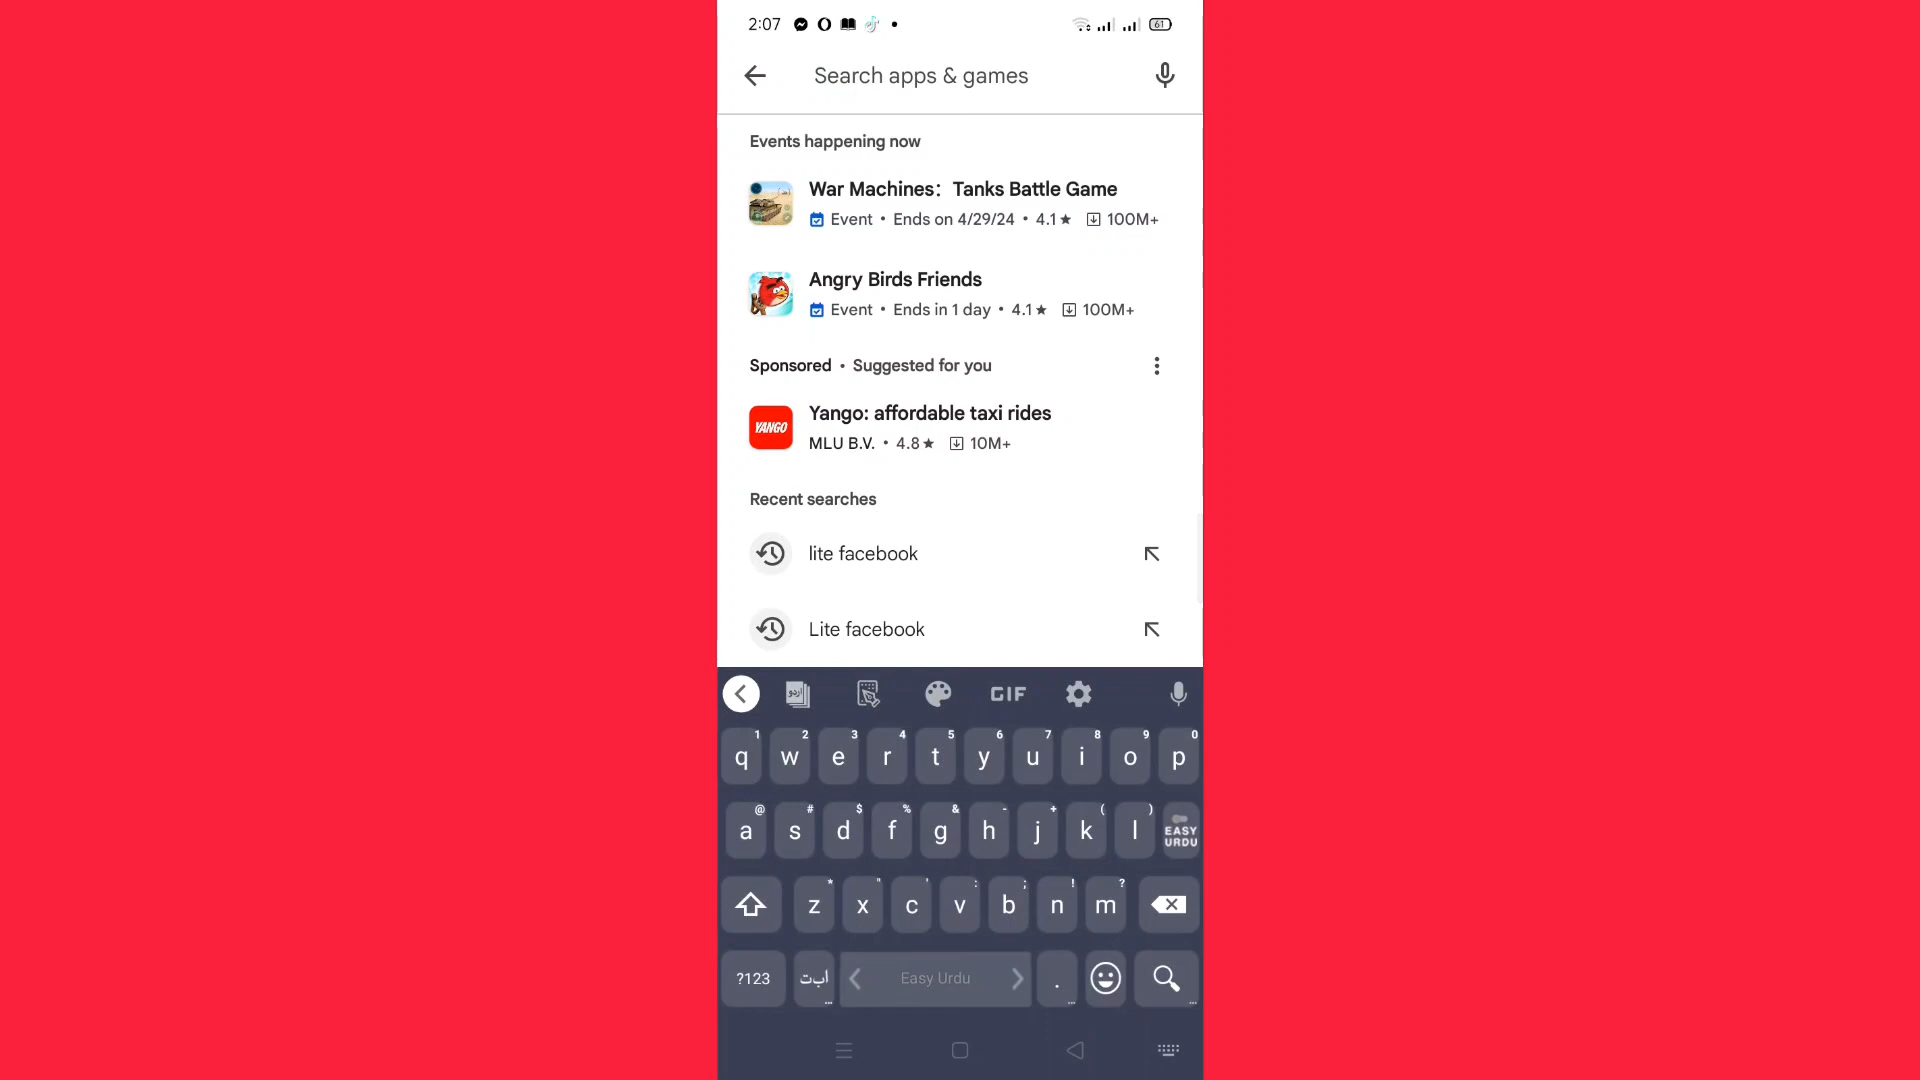 2:07 61
Search apps & games
Events happening now
War Machines：Tanks Battle Game
Event • Ends on 4/29/24 • 4.1★ 100M+
Angry Birds Friends
Event • Ends in 1 day • 4.1★ 100M+
Sponsored • Suggested for you
YANGO
Yango: affordable taxi rides
MLU B.V. • 4.8★ 10M+
Recent searches
lite facebook
Lite facebook
اردو GIF
1 2 3 4 5 6 7 8 9 0
q w e r t y u i o p
@ # $ % & - + ( )
a s d f g h j k l EASY URDU
* " ' : ; ! ?
z x c v b n m
?123 اب‌ت Easy Urdu .